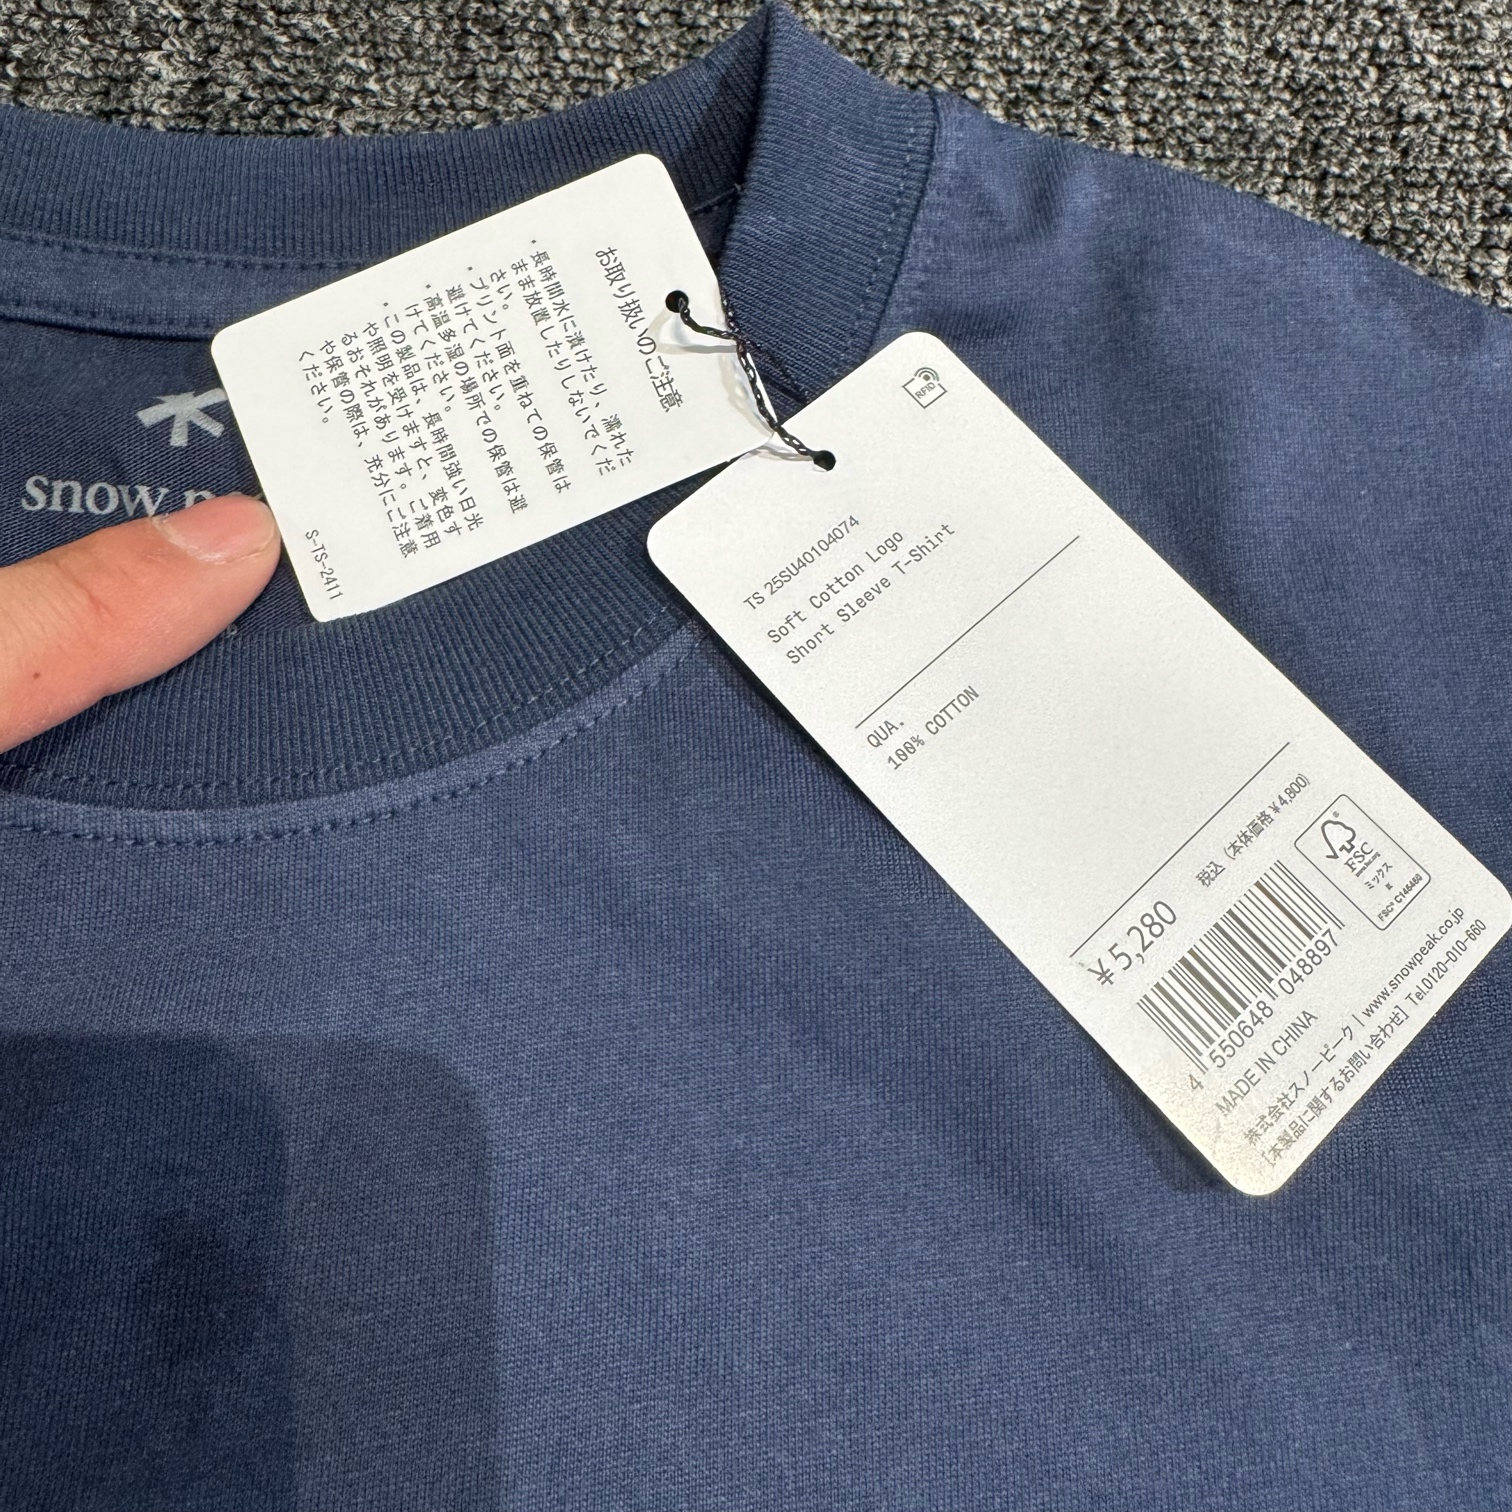 snow
お取り扱いのご注意
・長時間水に漬けたり、濡れた
まま放置したりしないでくだ
さい。
・プリント面を重ねての保管は
避けてください。
・高温多湿の場所での保管は避
けてください。
・この製品は、長時間強い日光
や照明を受けますと、変色す
るおそれがあります。ご着用
や保管の際は、充分にご注意
ください。
S-TS-2411
RFID
TS 25SU40104074
Soft Cotton Logo
Short Sleeve T-Shirt
QUA.
100% COTTON
¥5,280 税込（本体価格¥4,800）
4 550648 048897
FSC
www.fsc.org
ミックス
紙
FSC® C146460
MADE IN CHINA
株式会社スノーピーク | www.snowpeak.co.jp
［本製品に関するお問い合わせ］ Tel.0120-010-660